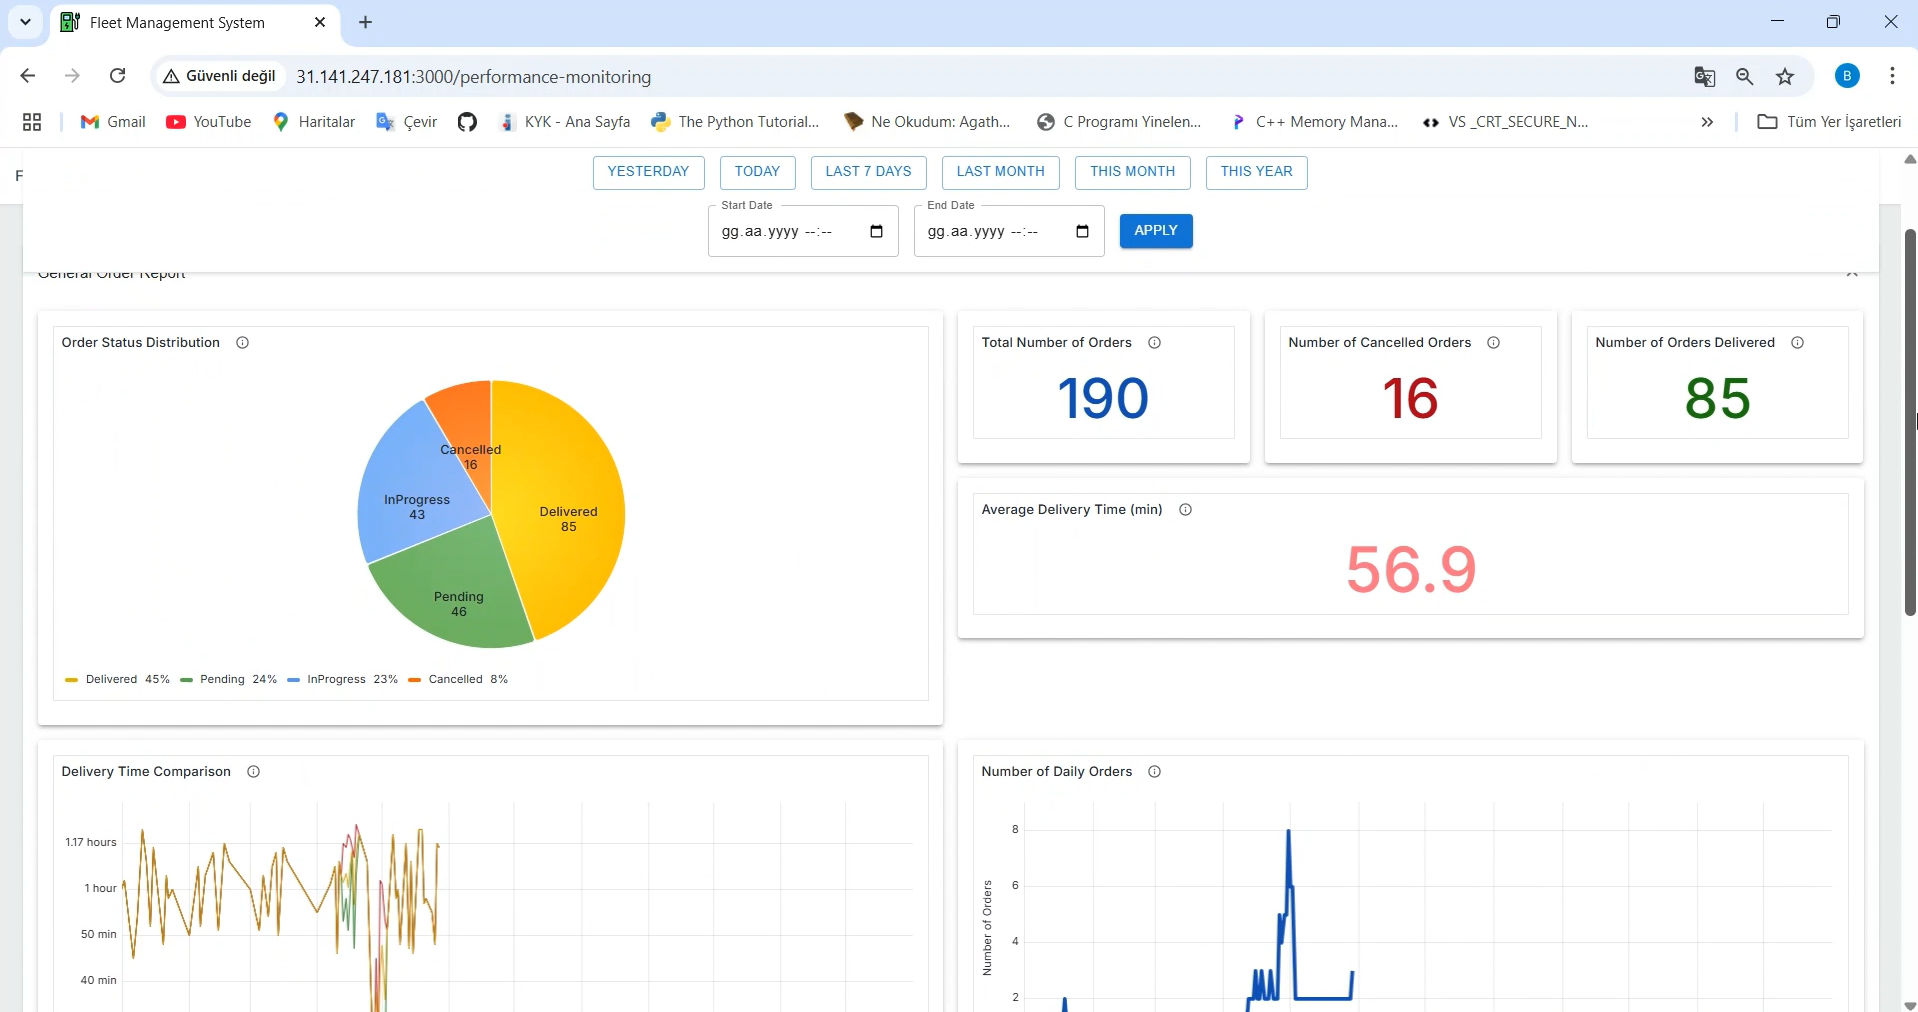 Fleet Management System
Güvenli değil 31.141.247.181:3000/performance-monitoring
B
Gmail YouTube Haritalar Çevir KYK - Ana Sayfa The Python Tutorial... Ne Okudum: Agath... C Programı Yinelen... C++ Memory Mana... VS _CRT_SECURE_N... » Tüm Yer İşaretleri
YESTERDAY TODAY LAST 7 DAYS LAST MONTH THIS MONTH THIS YEAR
F
Start Date End Date
gg.aa.yyyy --:-- gg.aa.yyyy --:-- APPLY
General Order Report
Order Status Distribution
Cancelled
16
InProgress
43
Delivered
85
Pending
46
Delivered 45% Pending 24% InProgress 23% Cancelled 8%
Total Number of Orders
190
Number of Cancelled Orders
16
Number of Orders Delivered
85
Average Delivery Time (min)
56.9
Delivery Time Comparison
1.17 hours
1 hour
50 min
40 min
Number of Daily Orders
Number of Orders
8
6
4
2